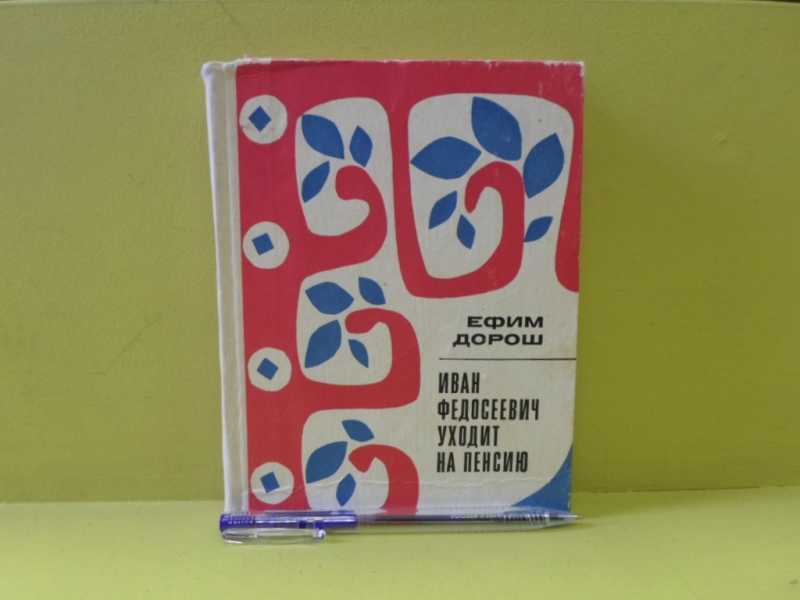 ЕФИМ
ДОРОШ
ИВАН
ФЕДОСЕЕВИЧ
УХОДИТ
НА ПЕНСИЮ